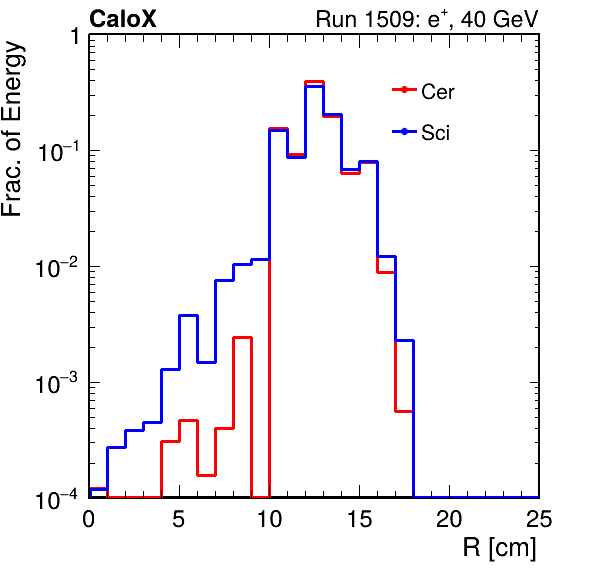 CaloX Run 1509: e⁺, 40 GeV
Frac. of Energy
1
10⁻¹
10⁻²
10⁻³
10⁻⁴
Cer
Sci
0 5 10 15 20 25
R [cm]